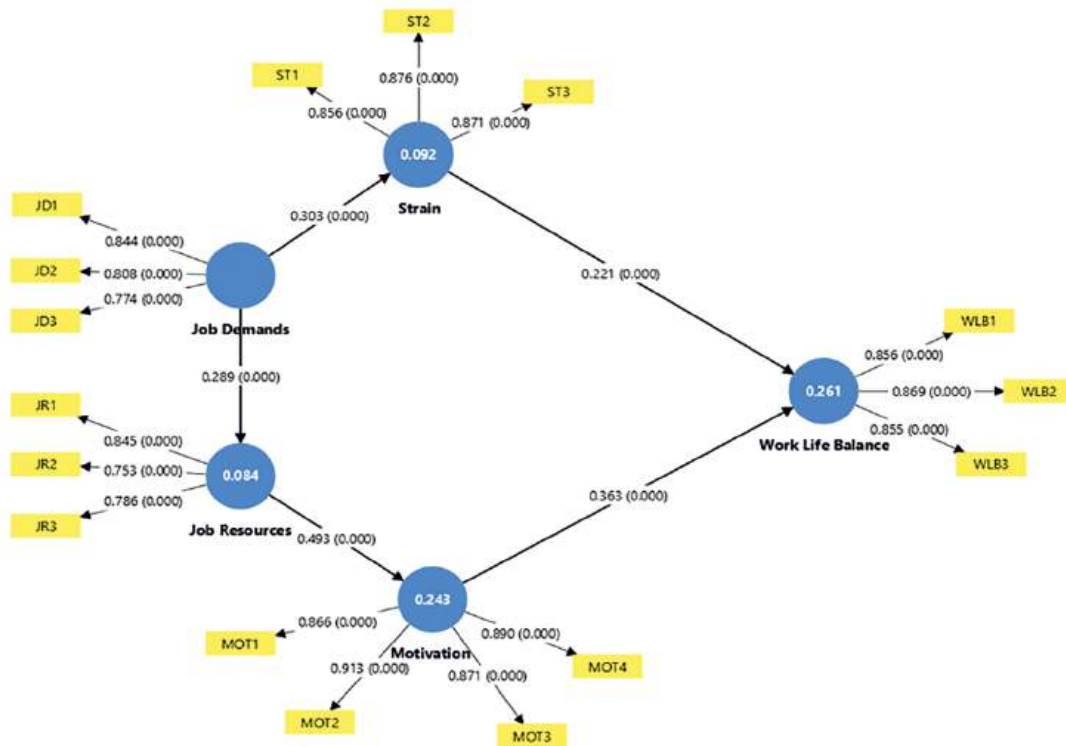 ST2
ST1
0.876 (0.000)
ST3
0.856 (0.000)
0.871 (0.000)
0.092
Strain
JD1
0.844 (0.000)
0.303 (0.000)
JD2
0.808 (0.000)
JD3
0.774 (0.000)
Job Demands
0.221 (0.000)
0.289 (0.000)
WLB1
0.856 (0.000)
0.261
0.869 (0.000)
WLB2
0.855 (0.000)
Work Life Balance
WLB3
JR1
0.845 (0.000)
JR2
0.753 (0.000)
0.084
JR3
0.786 (0.000)
Job Resources
0.363 (0.000)
0.493 (0.000)
0.243
0.866 (0.000)
0.890 (0.000)
MOT1
Motivation
MOT4
0.913 (0.000)
0.871 (0.000)
MOT2
MOT3